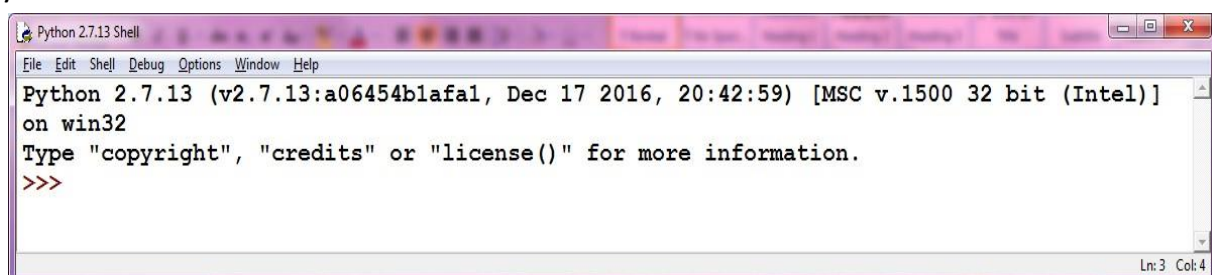 Python 2.7.13 Shell
File Edit Shell Debug Options Window Help
Python 2.7.13 (v2.7.13:a06454b1afa1, Dec 17 2016, 20:42:59) [MSC v.1500 32 bit (Intel)]
on win32
Type "copyright", "credits" or "license()" for more information.
>>>
Ln: 3 Col: 4